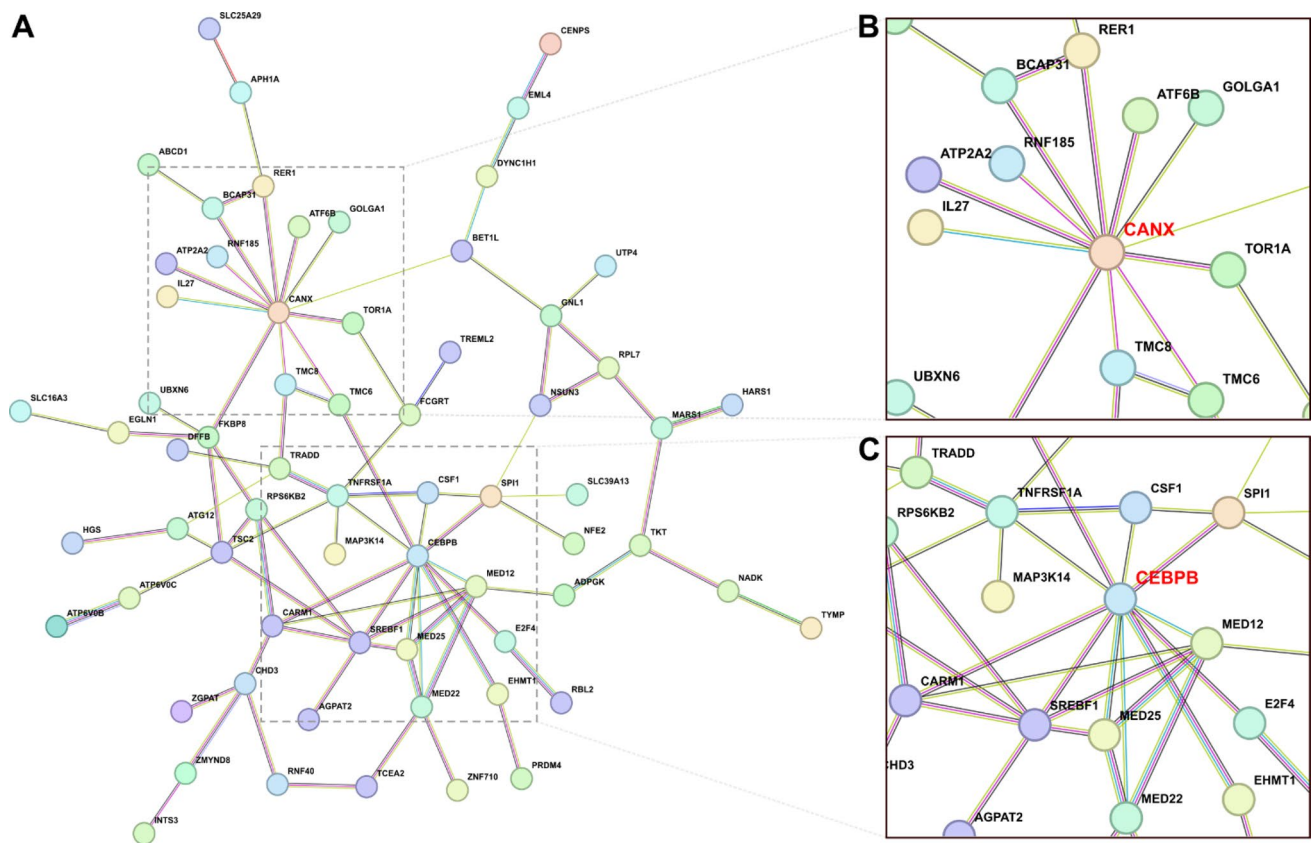 A
SLC25A29
CENPS
APH1A
EML4
ABCD1
DYNC1H1
RER1
BCAP31
ATF6B
GOLGA1
ATP2A2
RNF185
BET1L
UTP4
IL27
CANX
GNL1
TOR1A
TREML2
RPL7
TMC8
UBXN6
TMC6
NSUN3
HARS1
SLC16A3
FCGRT
MARS1
EGLN1
FKBP8
DFFB
TRADD
TNFRSF1A
CSF1
SPI1
SLC39A13
RPS6KB2
ATG12
HGS
TSC2
NFE2
CEBPB
TKT
MAP3K14
MED12
ADPGK
ATP6V0C
NADK
ATP6V0B
TYMP
CARM1
SREBF1
MED25
E2F4
CHD3
RBL2
EHMT1
ZGPAT
AGPAT2
MED22
ZMYND8
RNF40
TCEA2
ZNF710
PRDM4
INTS3
B
RER1
BCAP31
ATF6B
GOLGA1
RNF185
ATP2A2
IL27
CANX
TOR1A
TMC8
UBXN6
TMC6
C
TRADD
TNFRSF1A
CSF1
SPI1
RPS6KB2
MAP3K14
CEBPB
MED12
CARM1
SREBF1
MED25
E2F4
CHD3
EHMT1
MED22
AGPAT2